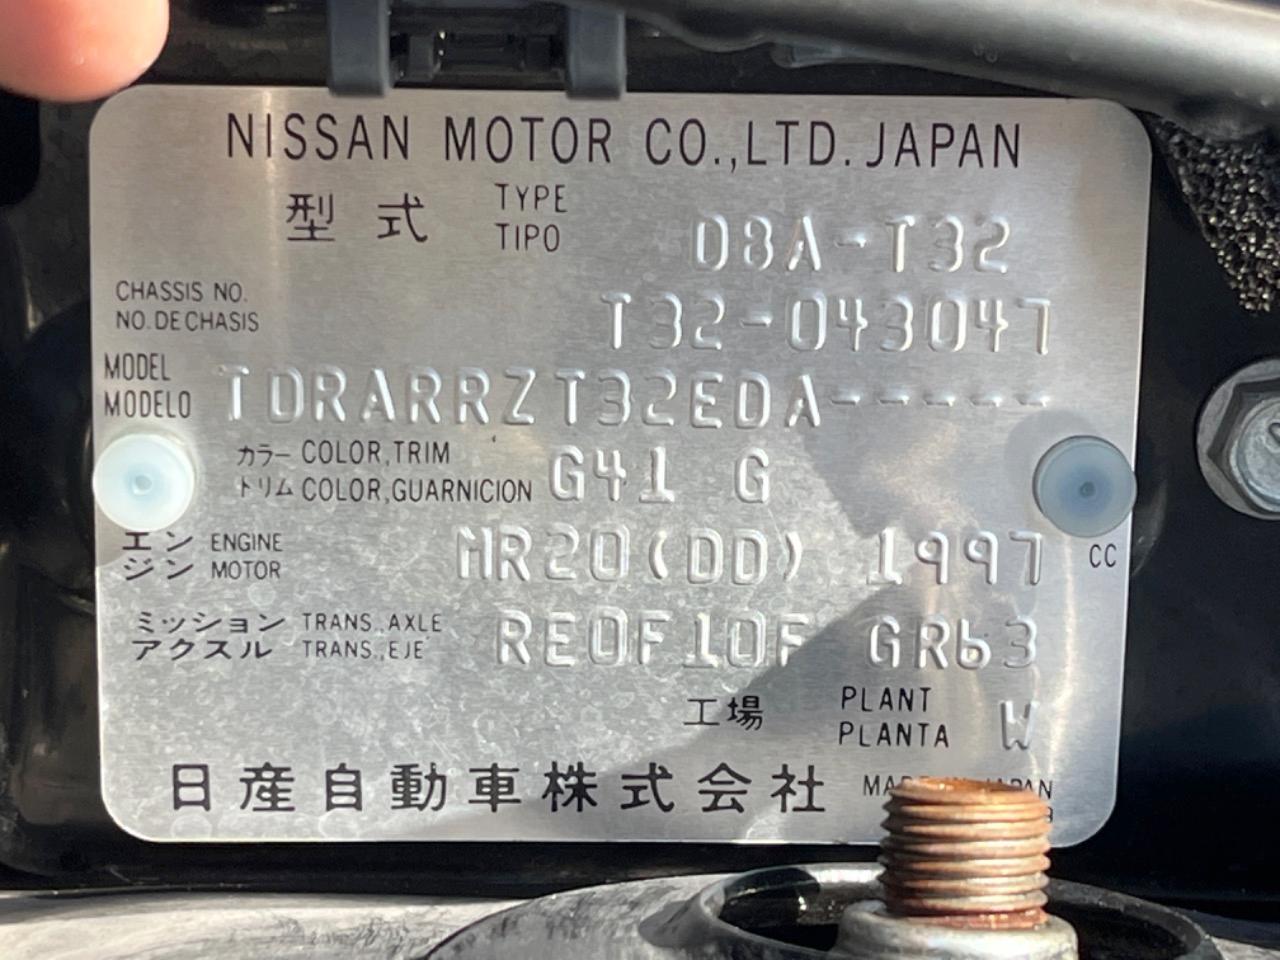 NISSAN MOTOR CO.,LTD. JAPAN
型式 TYPE TIPO DBA-T32
CHASSIS NO. NO. DE CHASIS T32-043047
MODEL MODELO TDRARRZT32EDA-----
カラー COLOR,TRIM
トリム COLOR,GUARNICION G41 G
エンジン ENGINE MOTOR MR20(DD) 1997 CC
ミッション TRANS.,AXLE
アクスル TRANS.,EJE RE0F10F GR63
工場 PLANT PLANTA W
日産自動車株式会社 MADE IN JAPAN